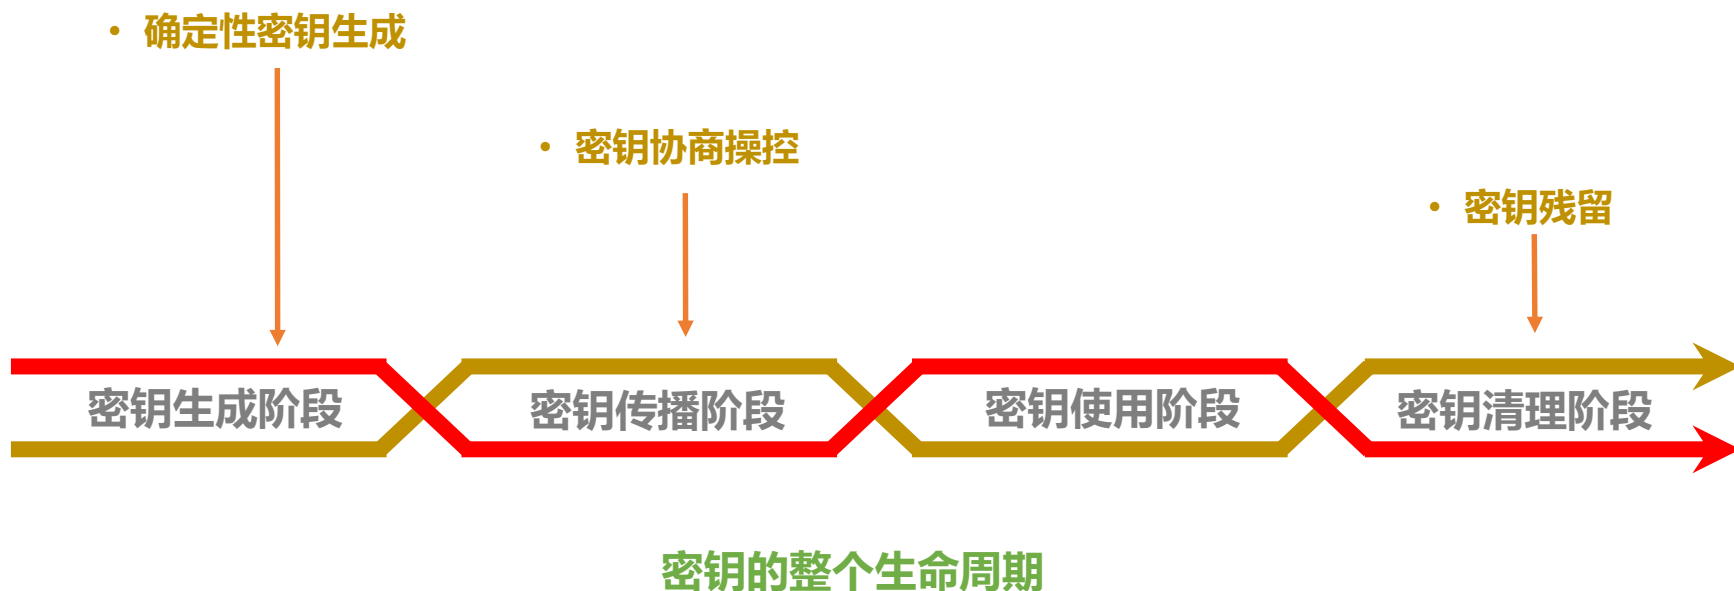 • 确定性密钥生成
• 密钥协商操控
• 密钥残留
密钥生成阶段
密钥传播阶段
密钥使用阶段
密钥清理阶段
密钥的整个生命周期